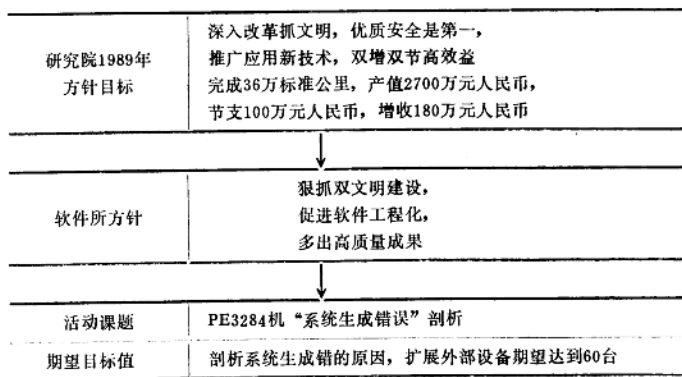 研究院1989年
方针目标
深入改革抓文明，优质安全是第一，
推广应用新技术，双增双节高效益
完成36万标准公里，产值2700万元人民币，
节支100万元人民币，增收180万元人民币
软件所方针
狠抓双文明建设，
促进软件工程化，
多出高质量成果
活动课题
PE3284机“系统生成错误”剖析
期望目标值
剖析系统生成错的原因，扩展外部设备期望达到60台